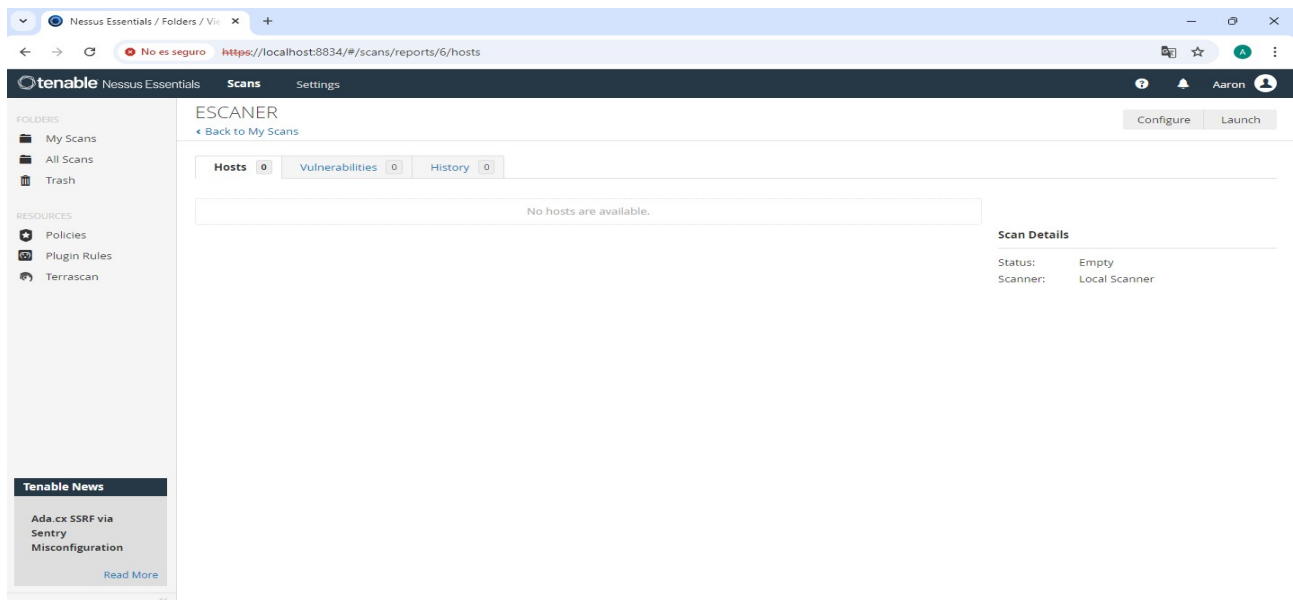 Nessus Essentials / Folders / Vie
No es seguro https://localhost:8834/#/scans/reports/6/hosts
A
tenable Nessus Essentials Scans Settings Aaron
FOLDERS
My Scans
All Scans
Trash
RESOURCES
Policies
Plugin Rules
Terrascan
Tenable News
Ada.cx SSRF via
Sentry
Misconfiguration
Read More
ESCANER
Back to My Scans
Configure Launch
Hosts 0 Vulnerabilities 0 History 0
No hosts are available.
Scan Details
Status: Empty
Scanner: Local Scanner